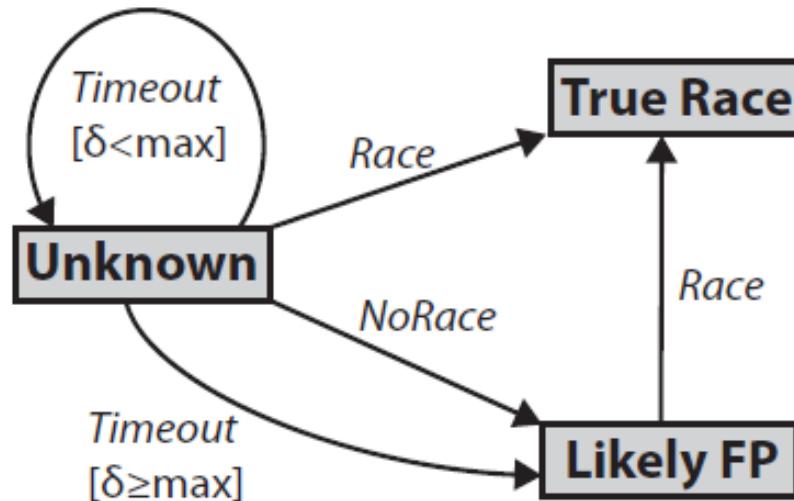 Timeout
[δ<max]
True Race
Race
Unknown
NoRace
Race
Timeout
[δ≥max]
Likely FP